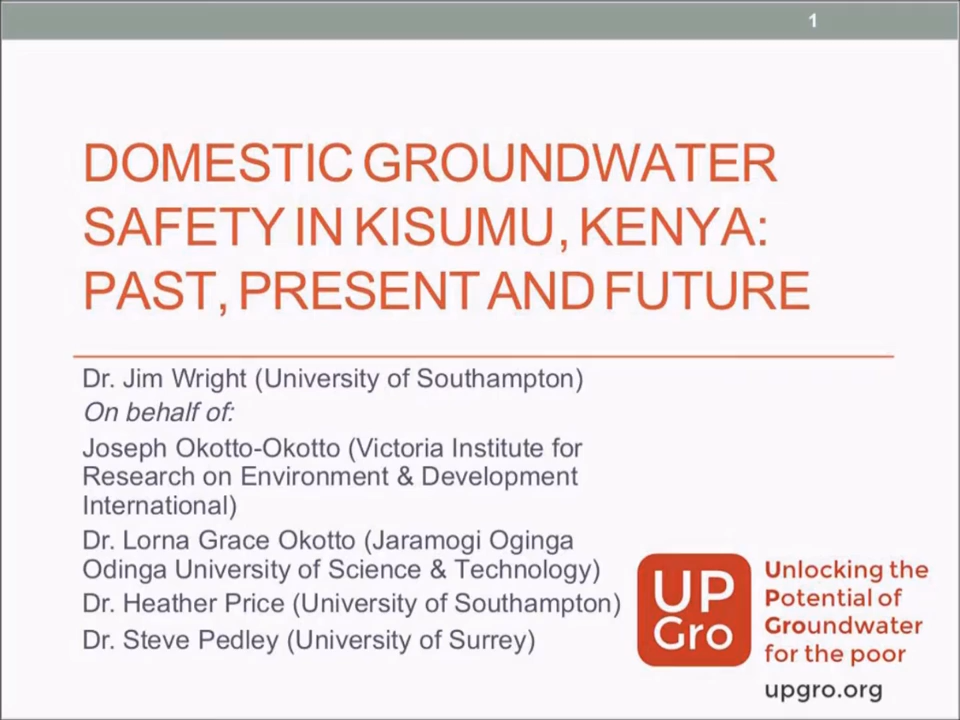 1
DOMESTIC GROUNDWATER
SAFETY IN KISUMU, KENYA:
PAST, PRESENT AND FUTURE
Dr. Jim Wright (University of Southampton)
On behalf of:
Joseph Okotto-Okotto (Victoria Institute for
Research on Environment & Development
International)
Dr. Lorna Grace Okotto (Jaramogi Oginga
Odinga University of Science & Technology)
Dr. Heather Price (University of Southampton)
Dr. Steve Pedley (University of Surrey)
UP
Gro
Unlocking the
Potential of
Groundwater
for the poor
upgro.org